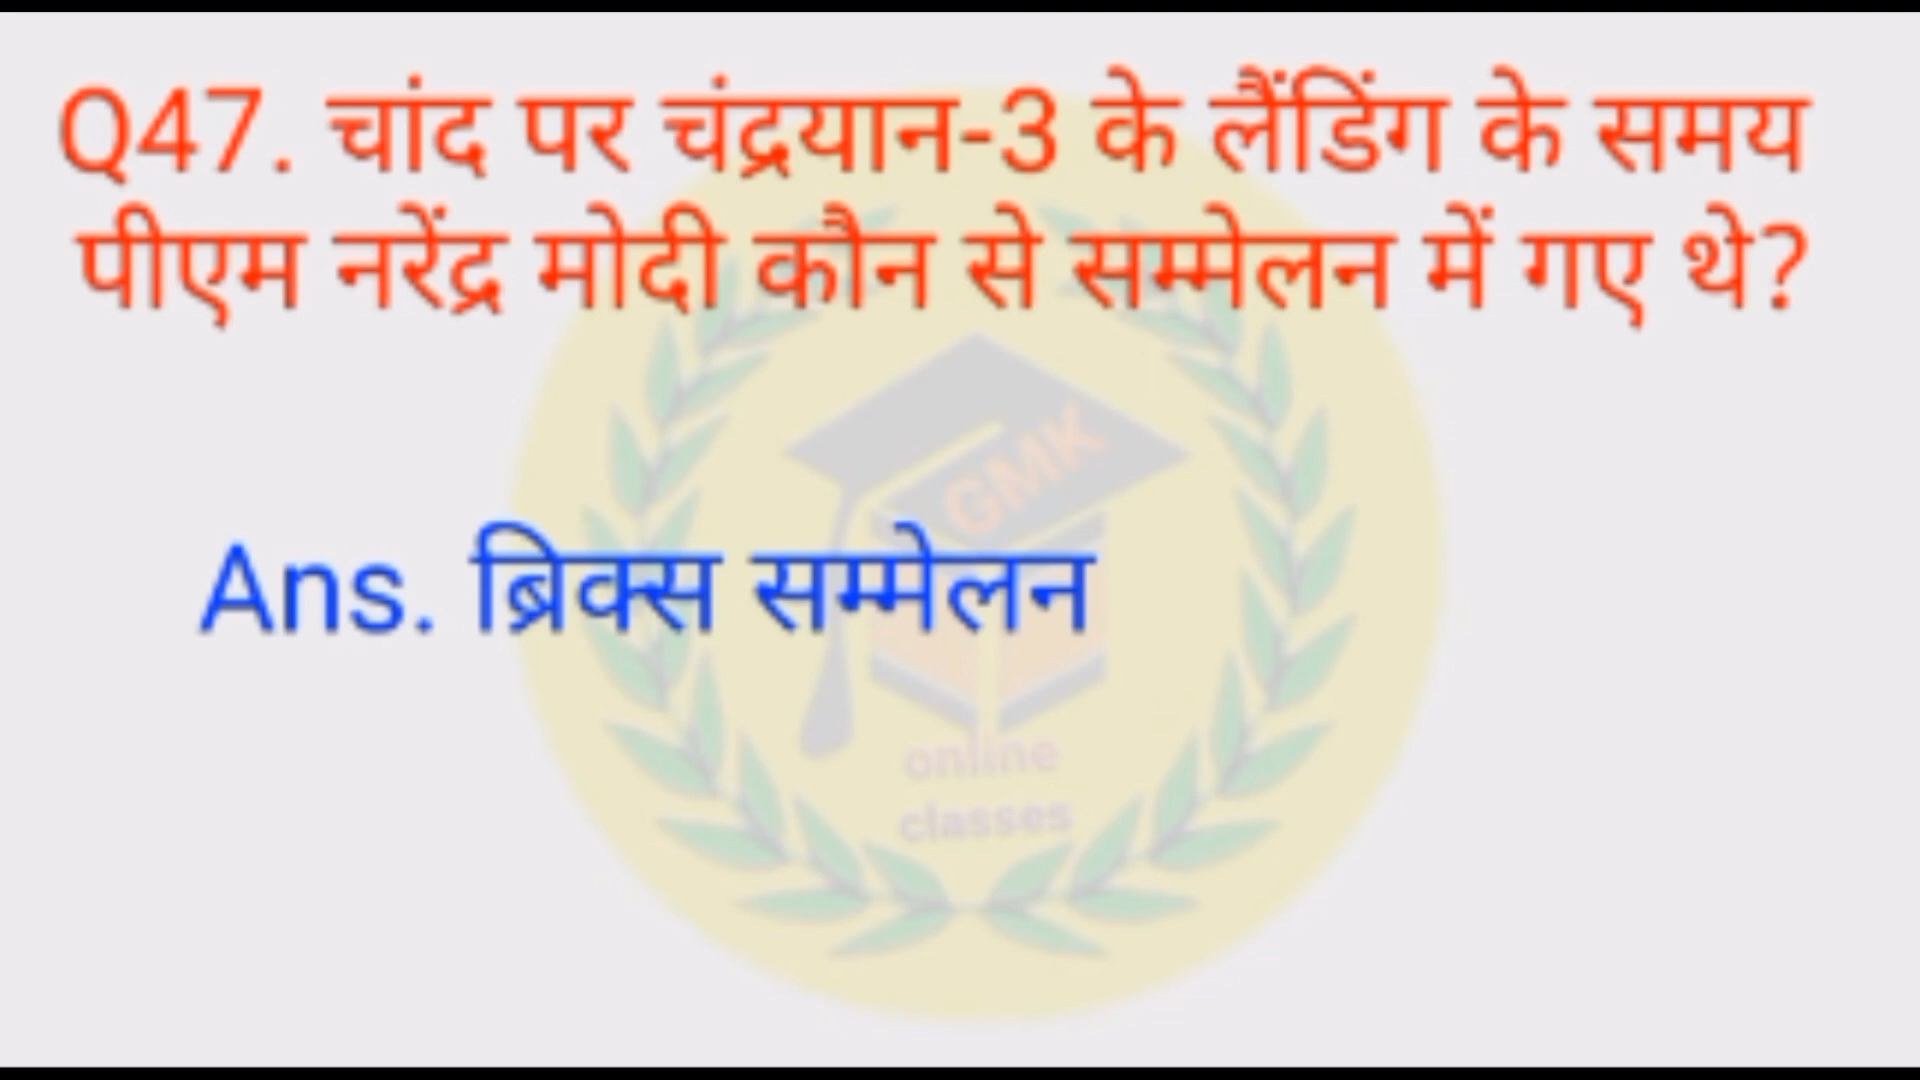 Q47. चांद पर चंद्रयान-3 के लैंडिंग के समय
पीएम नरेंद्र मोदी कौन से सम्मेलन में गए थे?
GMK
Ans. ब्रिक्स सम्मेलन
online
classes